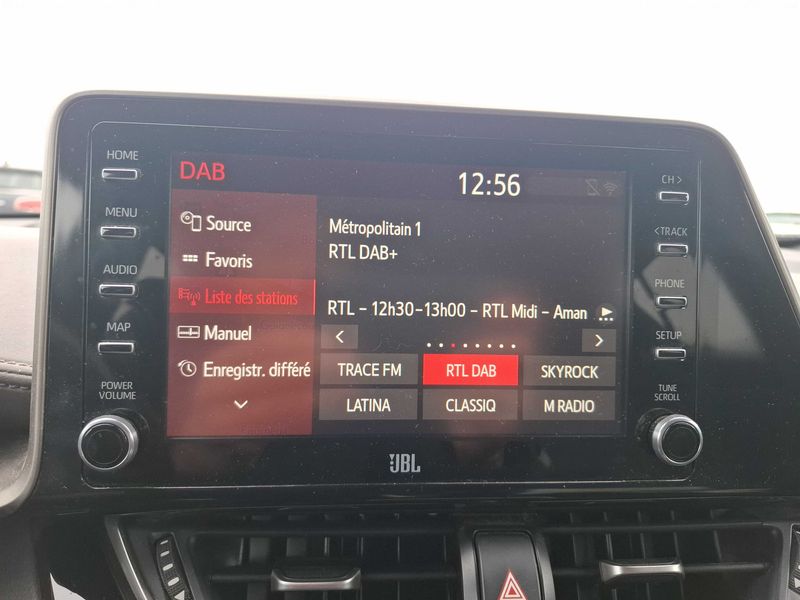 HOME
MENU
AUDIO
MAP
POWER
VOLUME
DAB
12:56
Source
Favoris
Liste des stations
Manuel
Enregistr. différé
Métropolitain 1
RTL DAB+
RTL - 12h30-13h00 - RTL Midi - Aman
TRACE FM
RTL DAB
SKYROCK
LATINA
CLASSIQ
M RADIO
CH >
< TRACK
PHONE
SETUP
TUNE
SCROLL
JBL